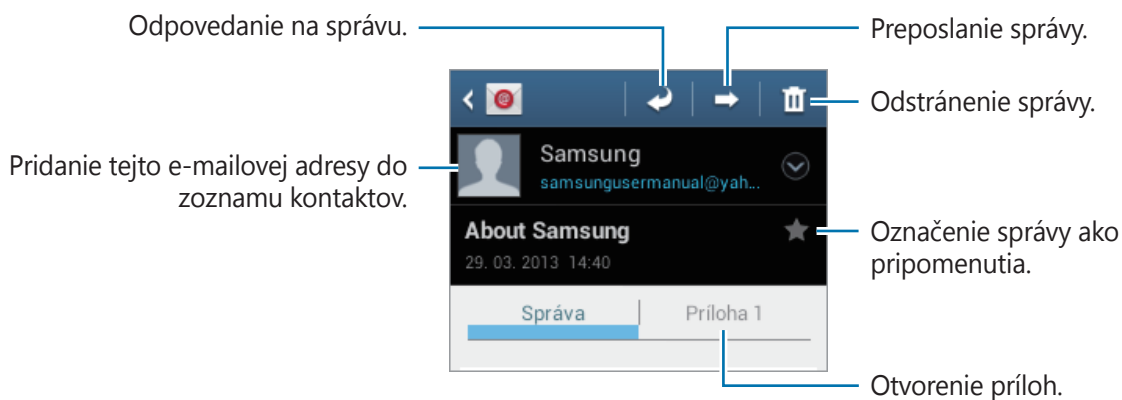 Odpovedanie na správu.
Preposlanie správy.
Odstránenie správy.
Pridanie tejto e-mailovej adresy do
zoznamu kontaktov.
Samsung
samsungusermanual@yah...
About Samsung
29. 03. 2013 14:40
Označenie správy ako
pripomenutia.
Správa
Príloha 1
Otvorenie príloh.